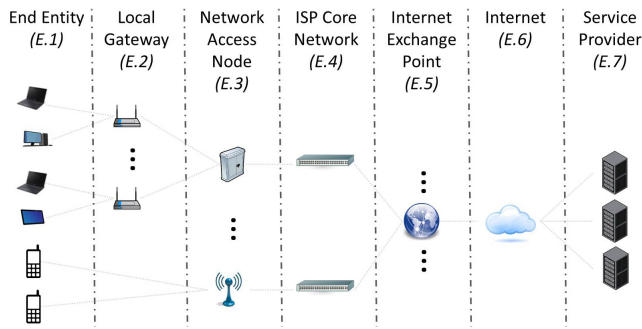 End Entity
(E.1)
Local
Gateway
(E.2)
Network
Access
Node
(E.3)
ISP Core
Network
(E.4)
Internet
Exchange
Point
(E.5)
Internet
(E.6)
Service
Provider
(E.7)